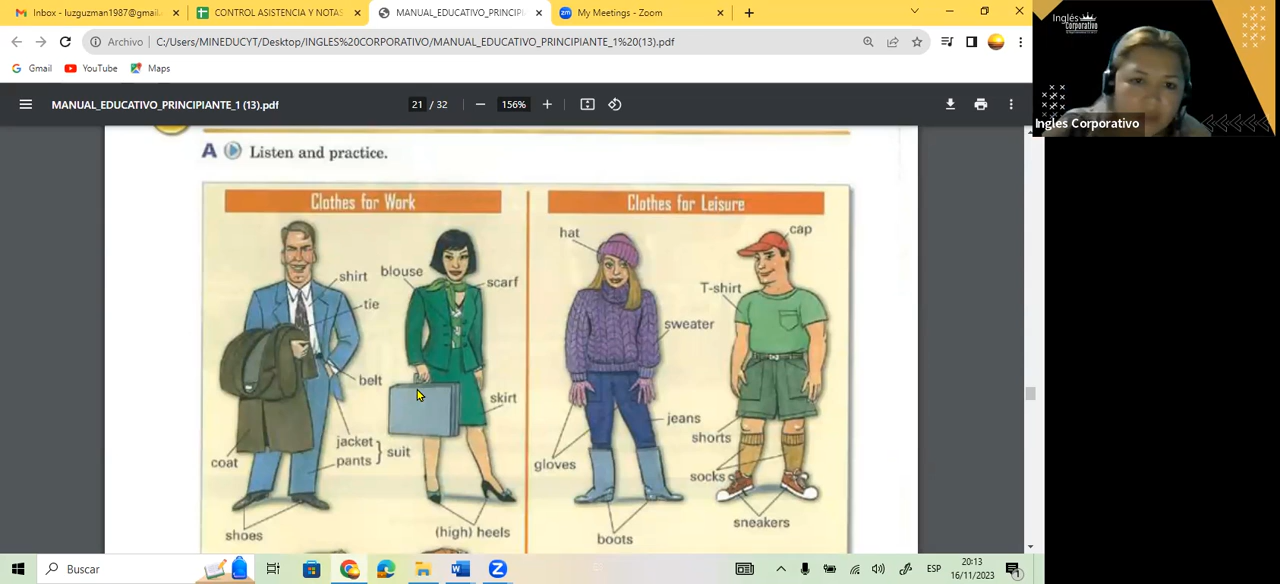 Inbox - luzguzman1987@gmail.
CONTROL ASISTENCIA Y NOTAS
MANUAL_EDUCATIVO_PRINCIPI
My Meetings - Zoom
Archivo
C:/Users/MINEDUCYT/Desktop/INGLES%20CORPORATIVO/MANUAL_EDUCATIVO_PRINCIPIANTE_1%20(13).pdf
Gmail
YouTube
Maps
MANUAL_EDUCATIVO_PRINCIPIANTE_1 (13).pdf
21 / 32
156%
A Listen and practice.
Clothes for Work
shirt
blouse
scarf
tie
belt
skirt
jacket
pants
suit
coat
shoes
(high) heels
Clothes for Leisure
hat
cap
T-shirt
sweater
jeans
shorts
gloves
socks
sneakers
boots
Inglés
Corporativo
Ingles Corporativo
Buscar
ESP
20:13
16/11/2023
1